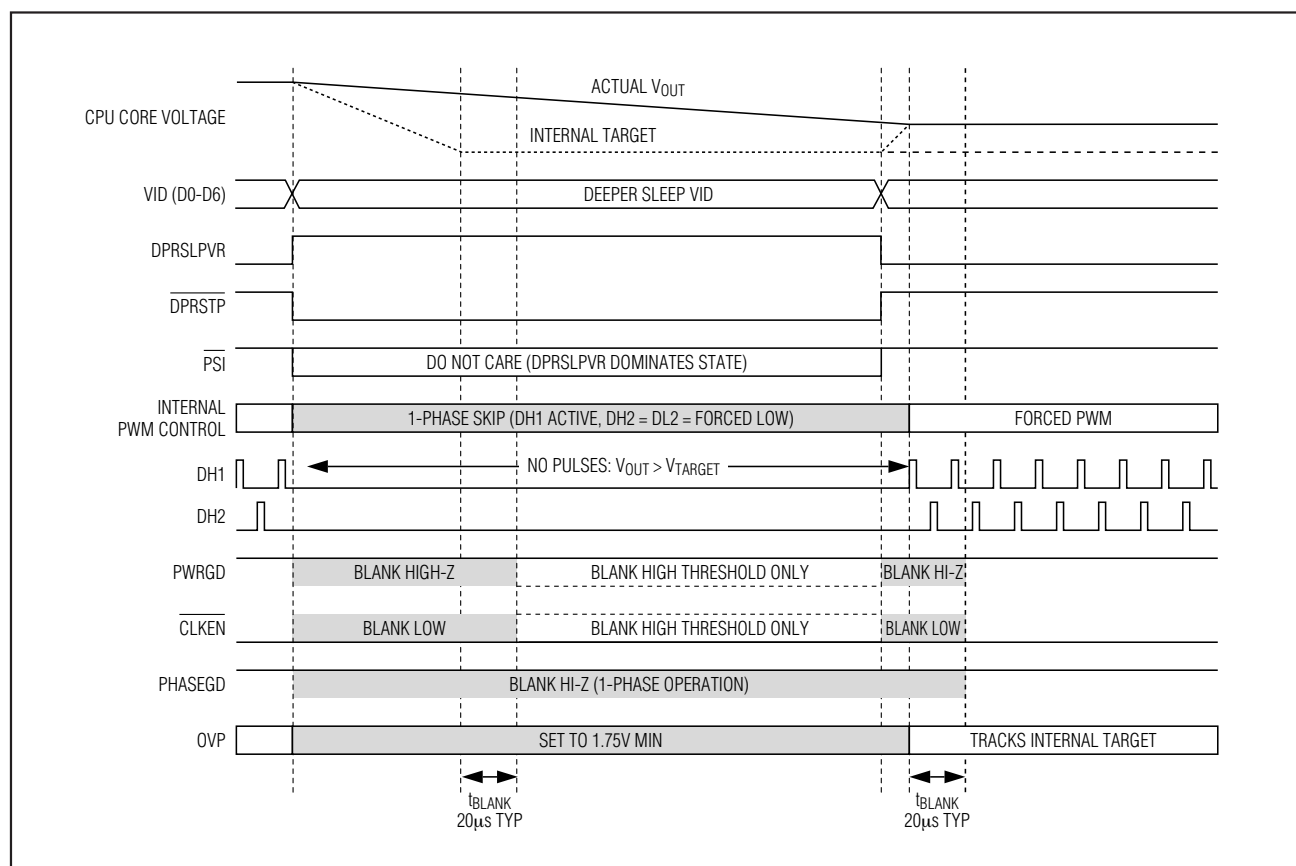 ACTUAL VOUT
CPU CORE VOLTAGE
INTERNAL TARGET
VID (D0-D6)
DEEPER SLEEP VID
DPRSLPVR
DPRSTP
PSI
DO NOT CARE (DPRSLPVR DOMINATES STATE)
INTERNAL
PWM CONTROL
1-PHASE SKIP (DH1 ACTIVE, DH2 = DL2 = FORCED LOW)
FORCED PWM
DH1
NO PULSES: VOUT > VTARGET
DH2
PWRGD
BLANK HIGH-Z
BLANK HIGH THRESHOLD ONLY
BLANK HI-Z
CLKEN
BLANK LOW
BLANK HIGH THRESHOLD ONLY
BLANK LOW
PHASEGD
BLANK HI-Z (1-PHASE OPERATION)
OVP
SET TO 1.75V MIN
TRACKS INTERNAL TARGET
tBLANK
20μs TYP
tBLANK
20μs TYP